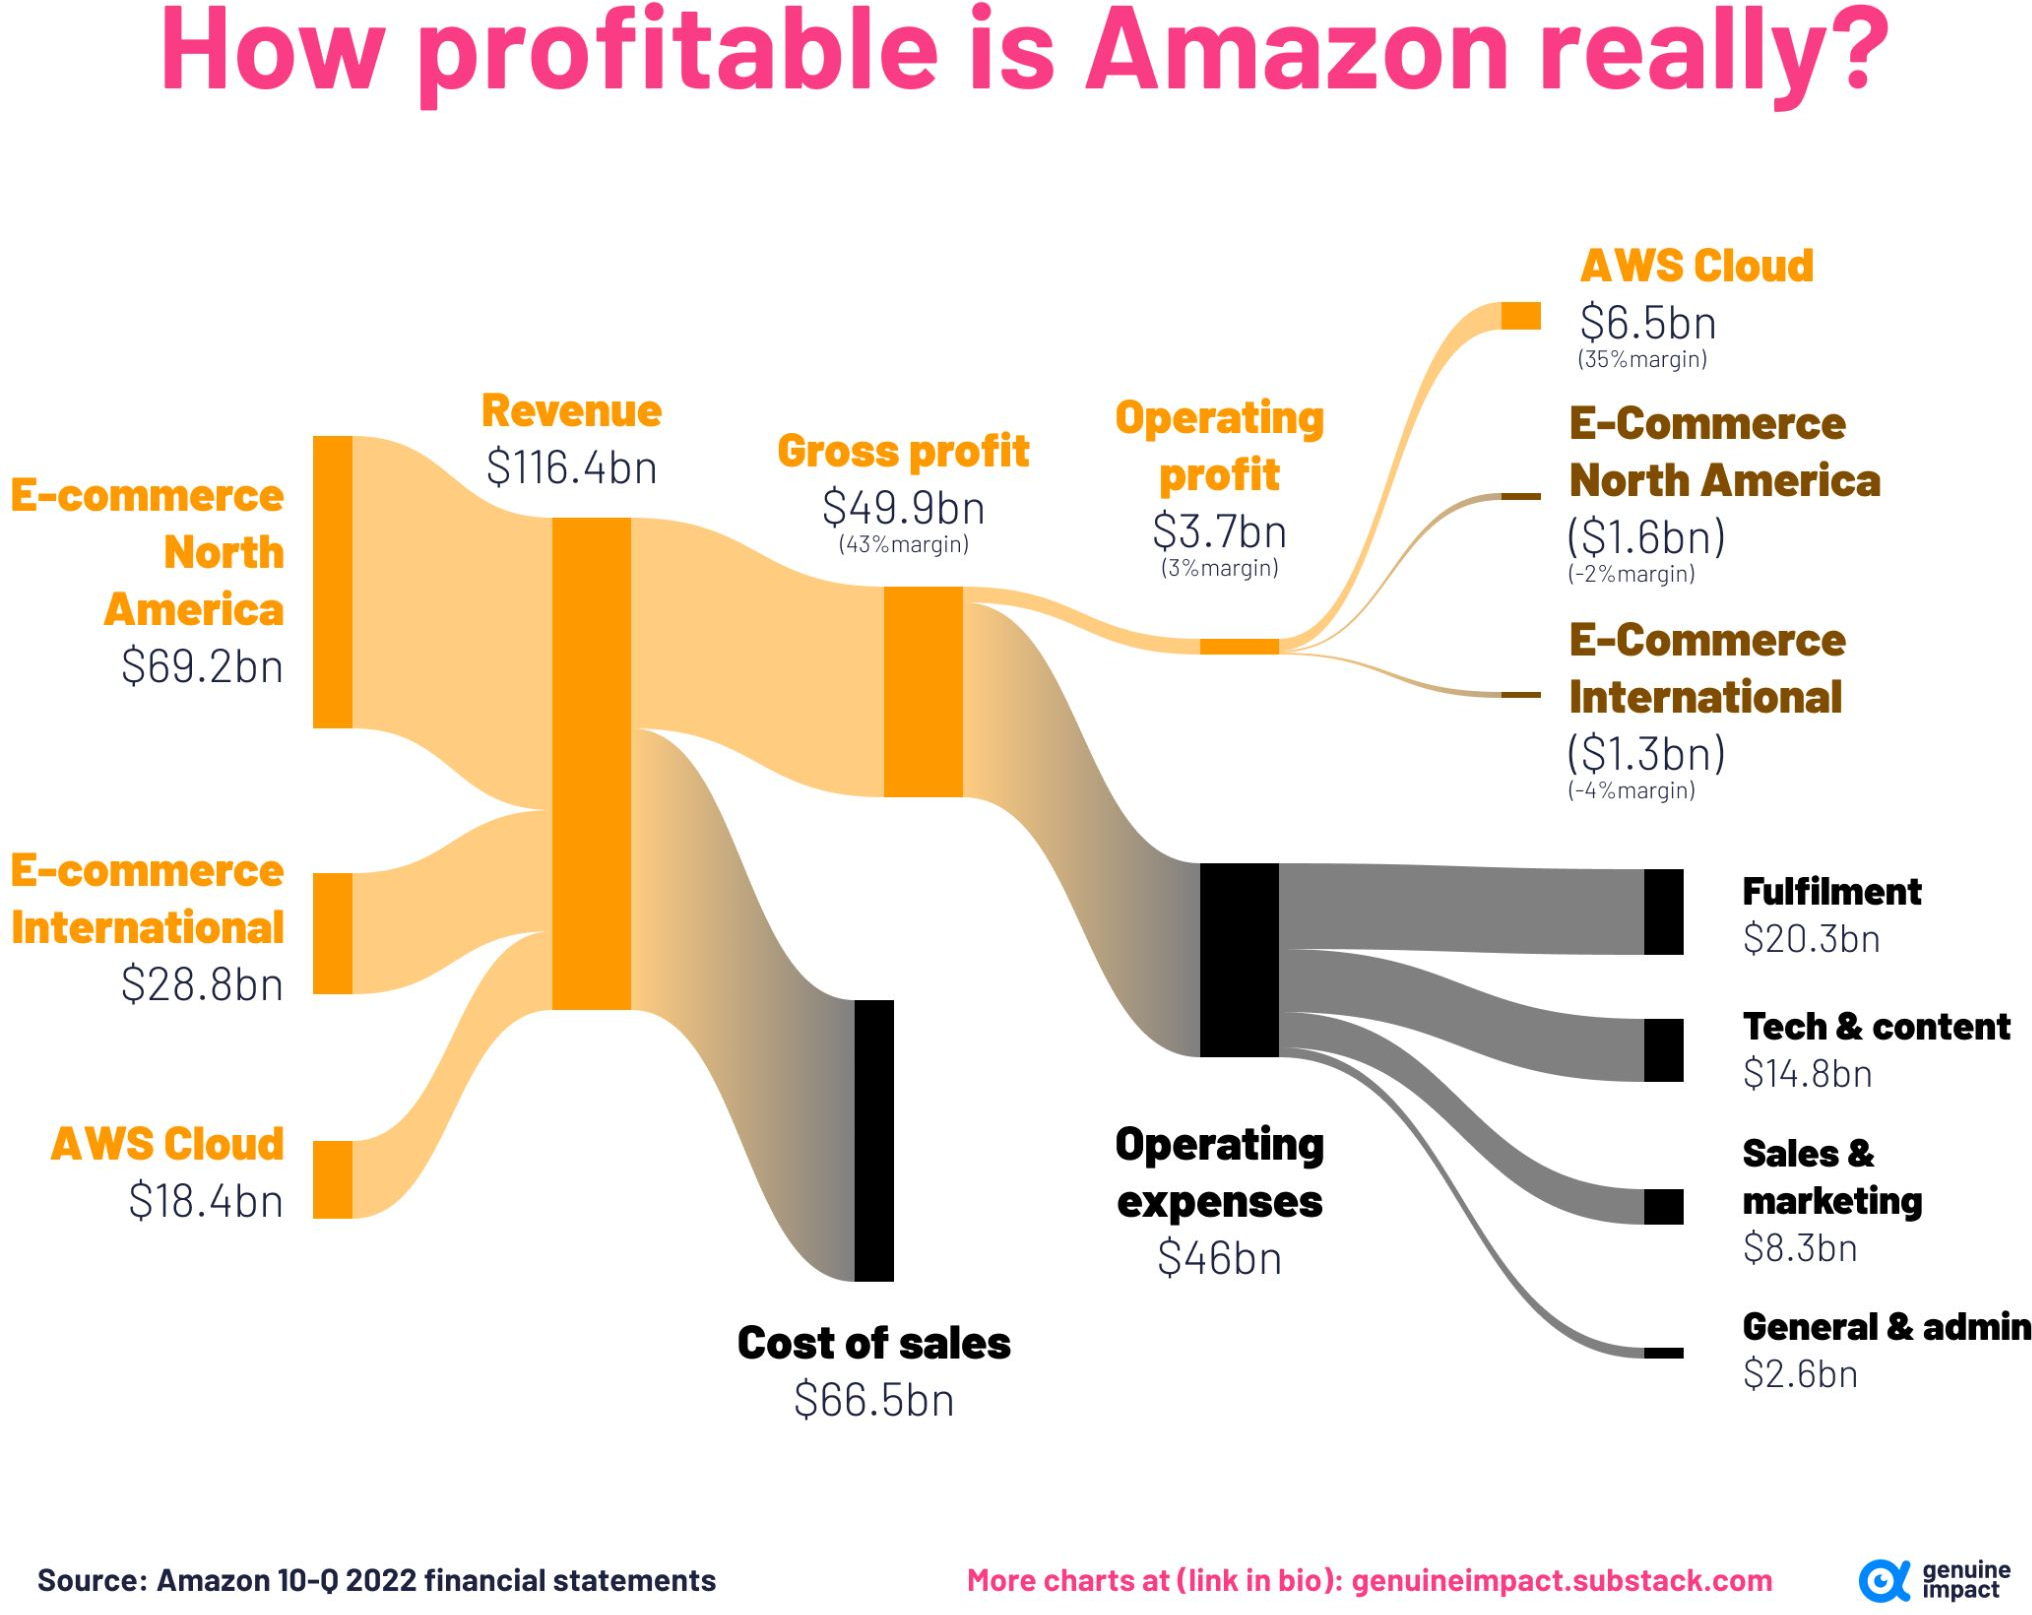 How profitable is Amazon really?
E-commerce
North
America
$69.2bn
E-commerce
International
$28.8bn
AWS Cloud
$18.4bn
Revenue
$116.4bn
Gross profit
$49.9bn
(43%margin)
Cost of sales
$66.5bn
Operating
profit
$3.7bn
(3%margin)
Operating
expenses
$46bn
AWS Cloud
$6.5bn
(35%margin)
E-Commerce
North America
($1.6bn)
(-2%margin)
E-Commerce
International
($1.3bn)
(-4%margin)
Fulfilment
$20.3bn
Tech & content
$14.8bn
Sales &
marketing
$8.3bn
General & admin
$2.6bn
Source: Amazon 10-Q 2022 financial statements
More charts at (link in bio): genuineimpact.substack.com
genuine
impact